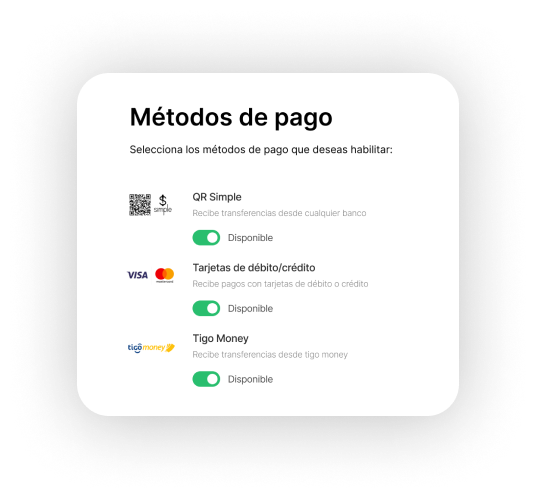 Métodos de pago
Selecciona los métodos de pago que deseas habilitar:
$
simple
QR Simple
Recibe transferencias desde cualquier banco
Disponible
VISA
Tarjetas de débito/crédito
Recibe pagos con tarjetas de débito o crédito
Disponible
tigo money
Tigo Money
Recibe transferencias desde tigo money
Disponible